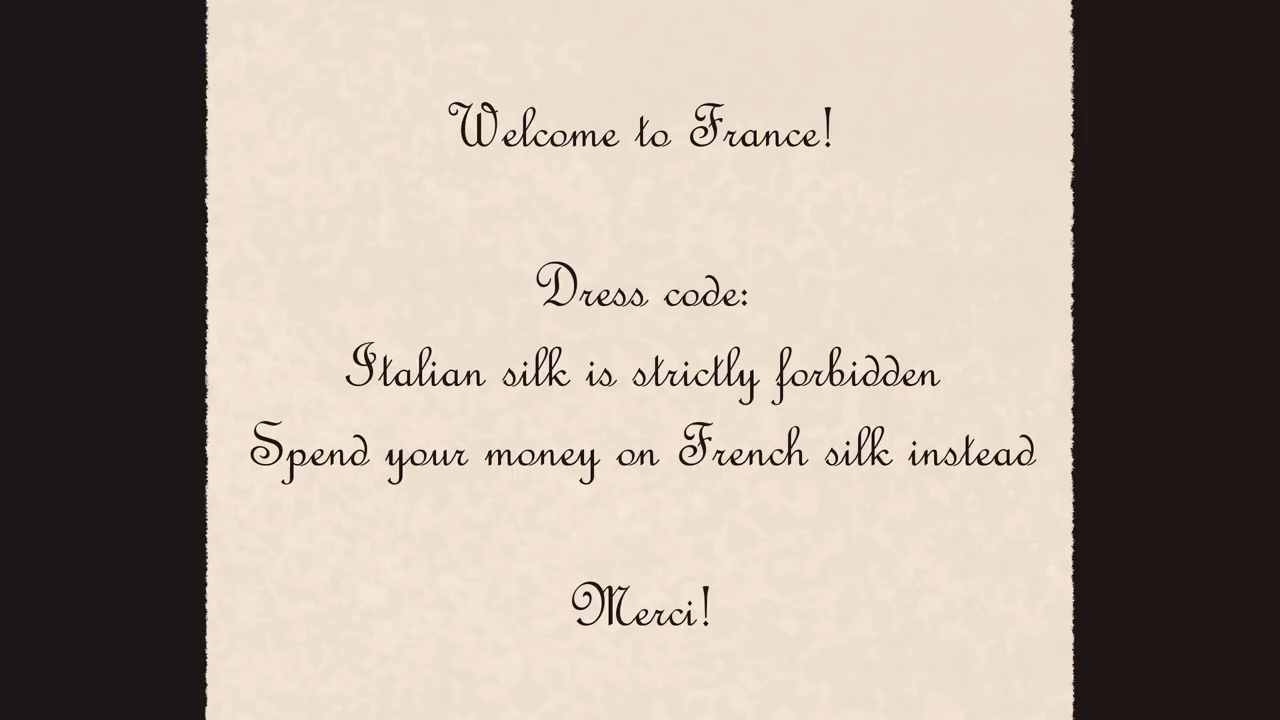 Welcome to France!
Dress code:
Italian silk is strictly forbidden
Spend your money on French silk instead
Merci!